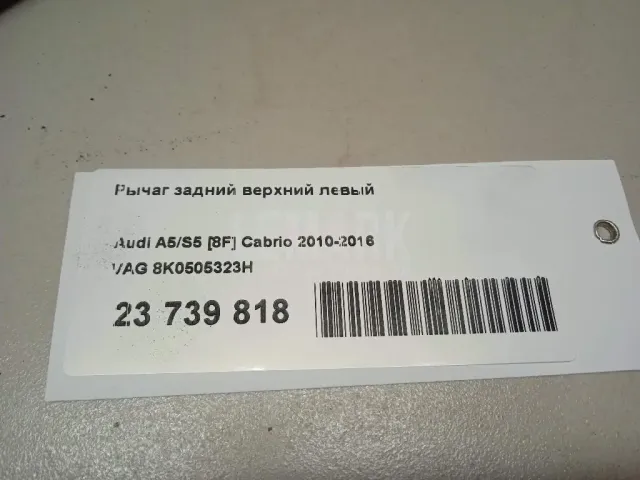 Рычаг задний верхний левый
Audi A5/S5 [8F] Cabrio 2010-2016
VAG 8K0505323H
23 739 818